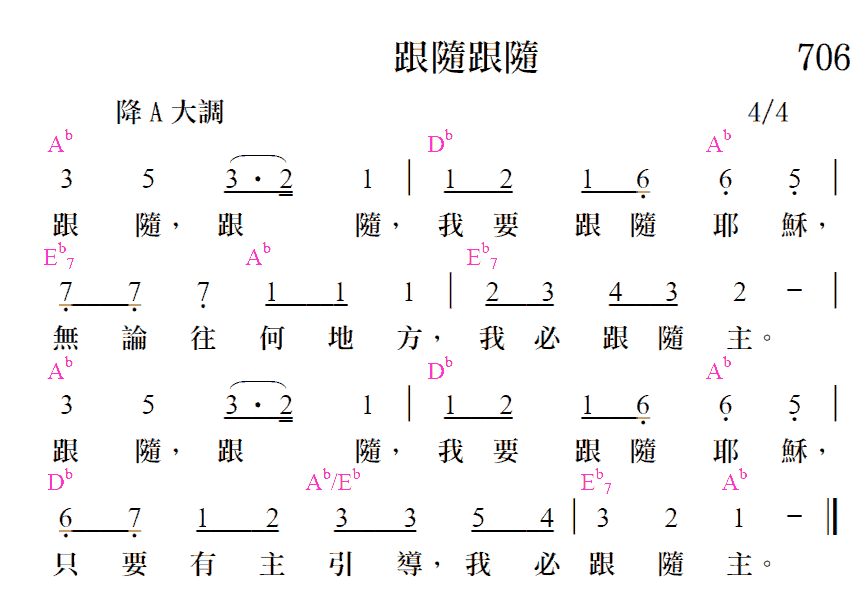 跟隨跟隨 706
降 A 大調 4/4
A♭ D♭ A♭
3 5 3 · 2 1 | 1 2 1 6̣ 6̣ 5̣ |
跟 隨，跟 隨，我 要 跟 隨 耶 穌，
E♭7 A♭ E♭7
7̣ 7̣ 7̣ 1 1 1 | 2 3 4 3 2 － |
無 論 往 何 地 方，我 必 跟 隨 主。
A♭ D♭ A♭
3 5 3 · 2 1 | 1 2 1 6̣ 6̣ 5̣ |
跟 隨，跟 隨，我 要 跟 隨 耶 穌，
D♭ A♭/E♭ E♭7 A♭
6̣ 7̣ 1 2 3 3 5 4 | 3 2 1 － ‖
只 要 有 主 引 導，我 必 跟 隨 主。